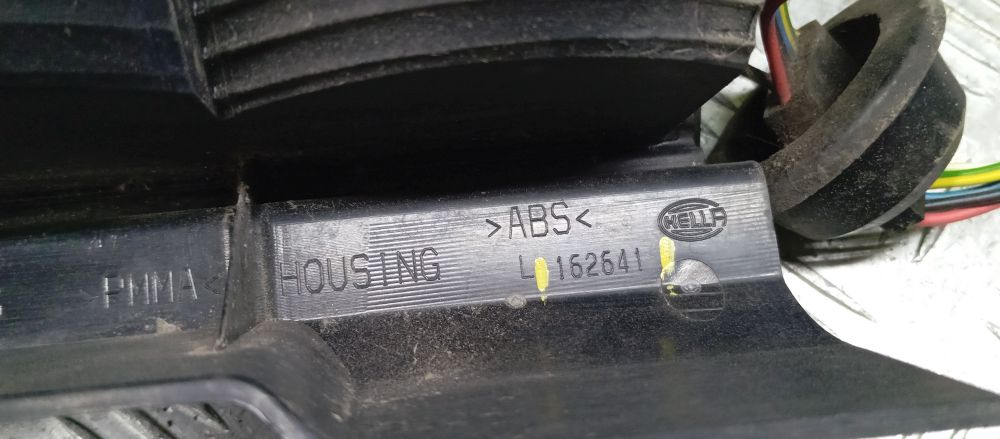 >PMMA<
HOUSING
>ABS<
HELLA
L 162641